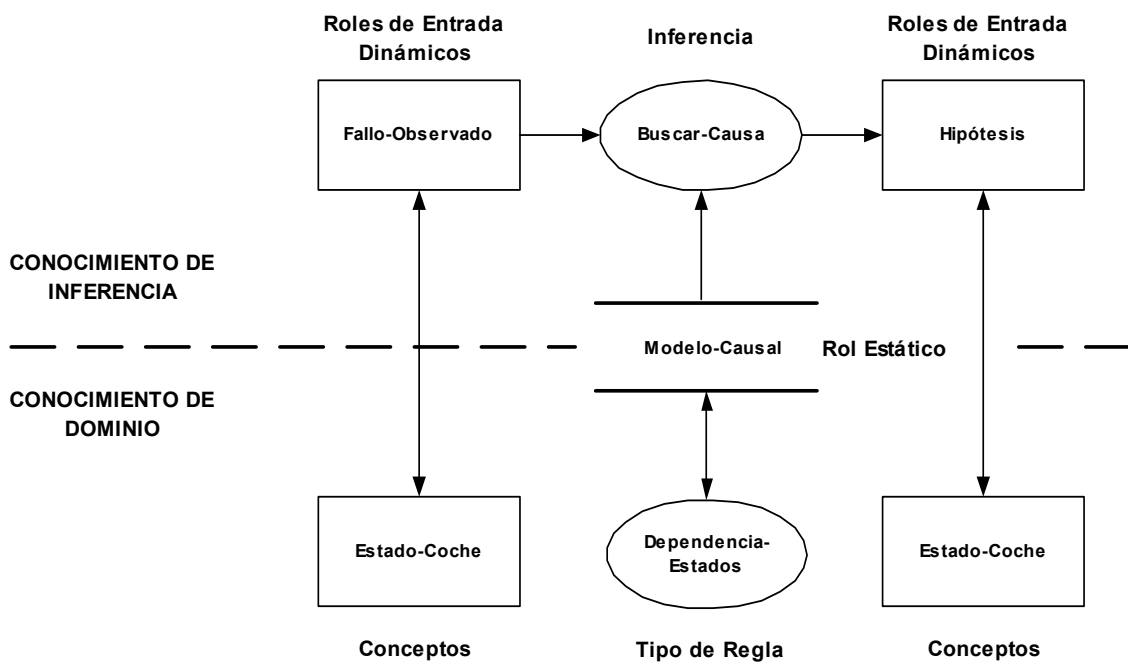 Roles de Entrada
Dinámicos
Inferencia
Roles de Entrada
Dinámicos
Fallo-Observado
Buscar-Causa
Hipótesis
CONOCIMIENTO DE
INFERENCIA
Modelo-Causal
Rol Estático
CONOCIMIENTO DE
DOMINIO
Estado-Coche
Dependencia-
Estados
Estado-Coche
Conceptos
Tipo de Regla
Conceptos